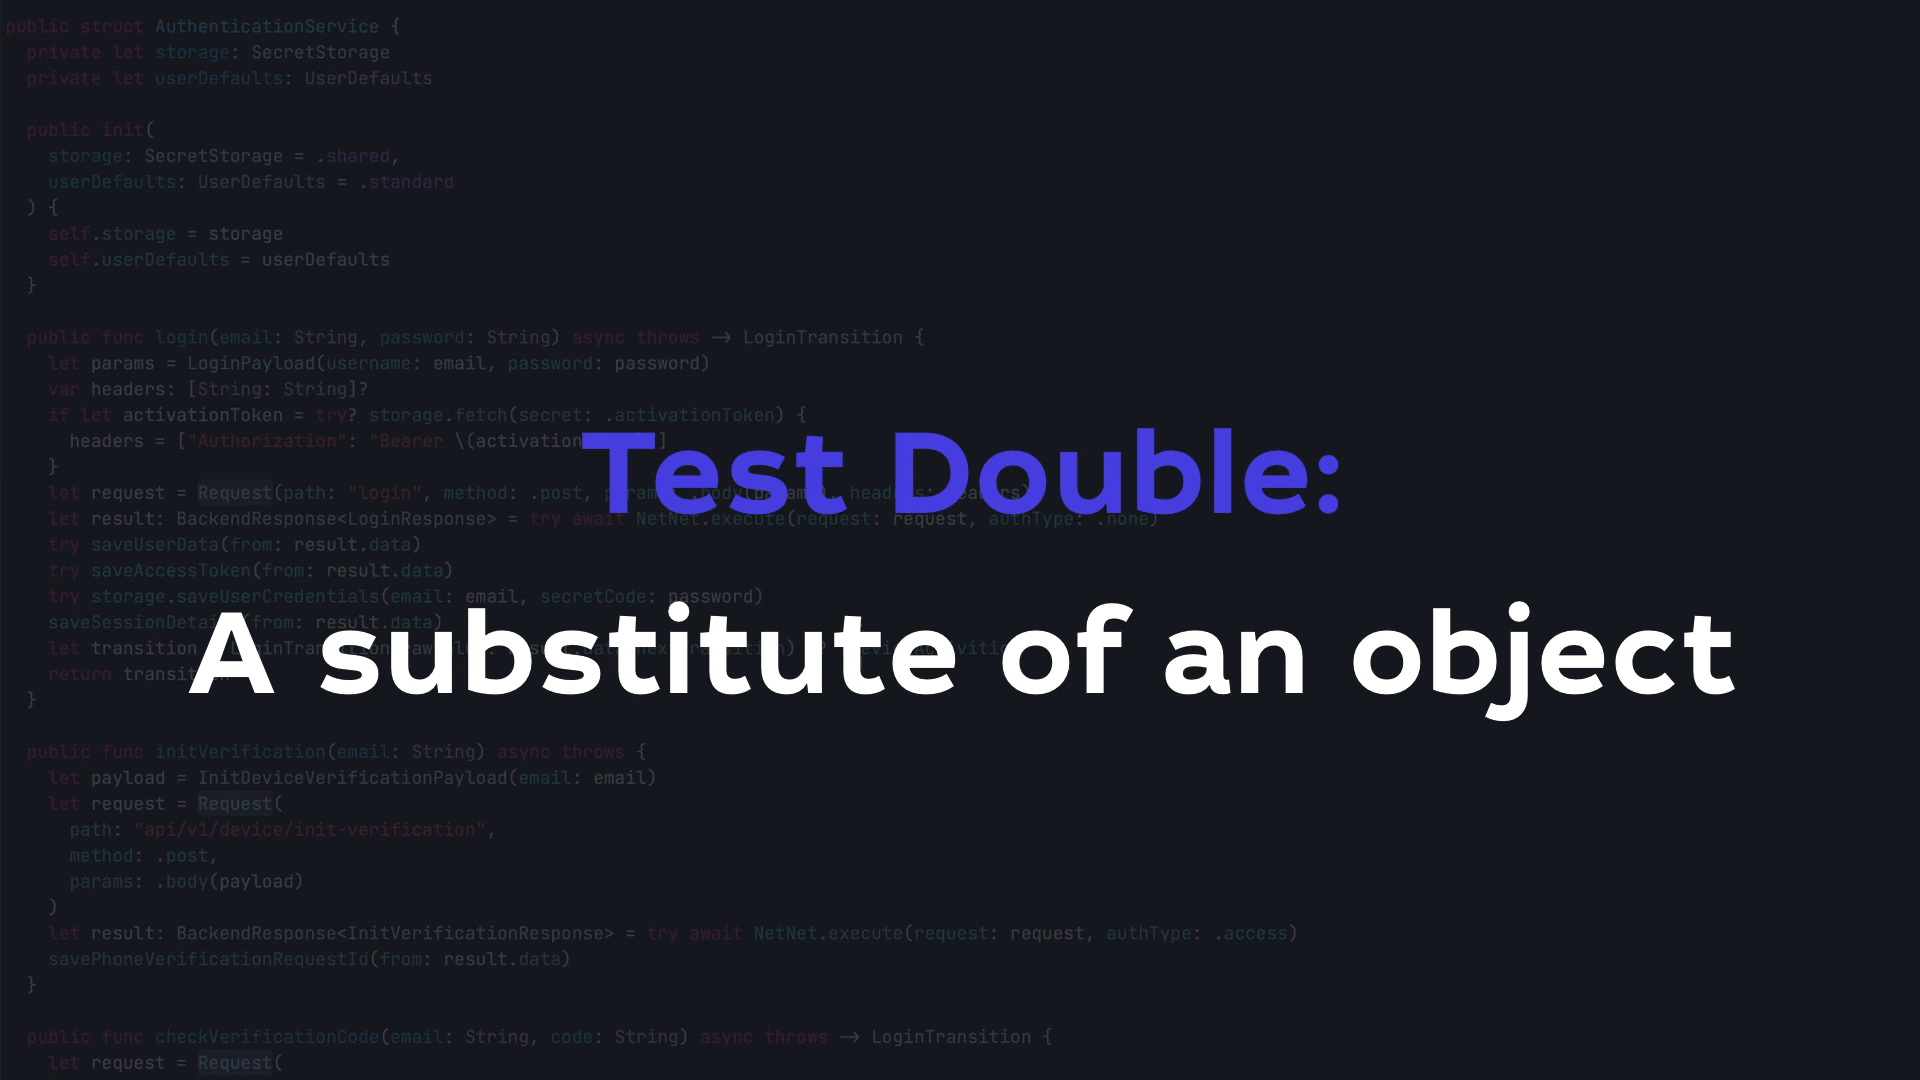 public struct AuthenticationService {
private let storage: SecretStorage
private let userDefaults: UserDefaults
public init(
storage: SecretStorage = .shared,
userDefaults: UserDefaults = .standard
) {
self.storage = storage
self.userDefaults = userDefaults
}
public func login(email: String, password: String) async throws → LoginTransition {
let params = LoginPayload(username: email, password: password)
var headers: [String: String]?
if let activationToken = try? storage.fetch(secret: .activationToken) {
headers = ["Authorization": "Bearer \(activation ]
}
Test Double:
let request = Request(path: "login", method: .post,
let result: BackendResponse<LoginResponse> = try await NetNet.execute(request: request, authType: .none)
try saveUserData(from: result.data)
try saveAccessToken(from: result.data)
try storage.saveUserCredentials(email: email, secretCode: password)
A substitute of an object
(from: result.data)
let transition
return
}
public func initVerification(email: String) async throws {
let payload = InitDeviceVerificationPayload(email: email)
let request = Request(
path: "api/v1/device/init-verification",
method: .post,
params: .body(payload)
)
let result: BackendResponse<InitVerificationResponse> = try await NetNet.execute(request: request, authType: .access)
savePhoneVerificationRequestId(from: result.data)
}
public func checkVerificationCode(email: String, code: String) async throws → LoginTransition {
let request = Request(